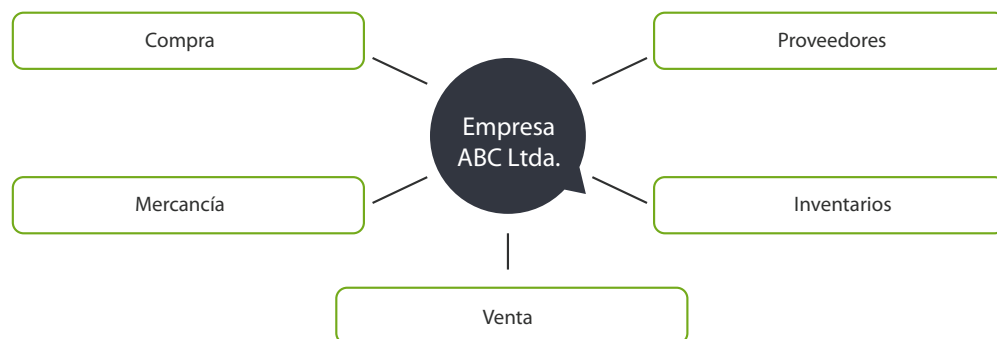 Compra
Proveedores
Empresa
ABC Ltda.
Mercancía
Inventarios
Venta